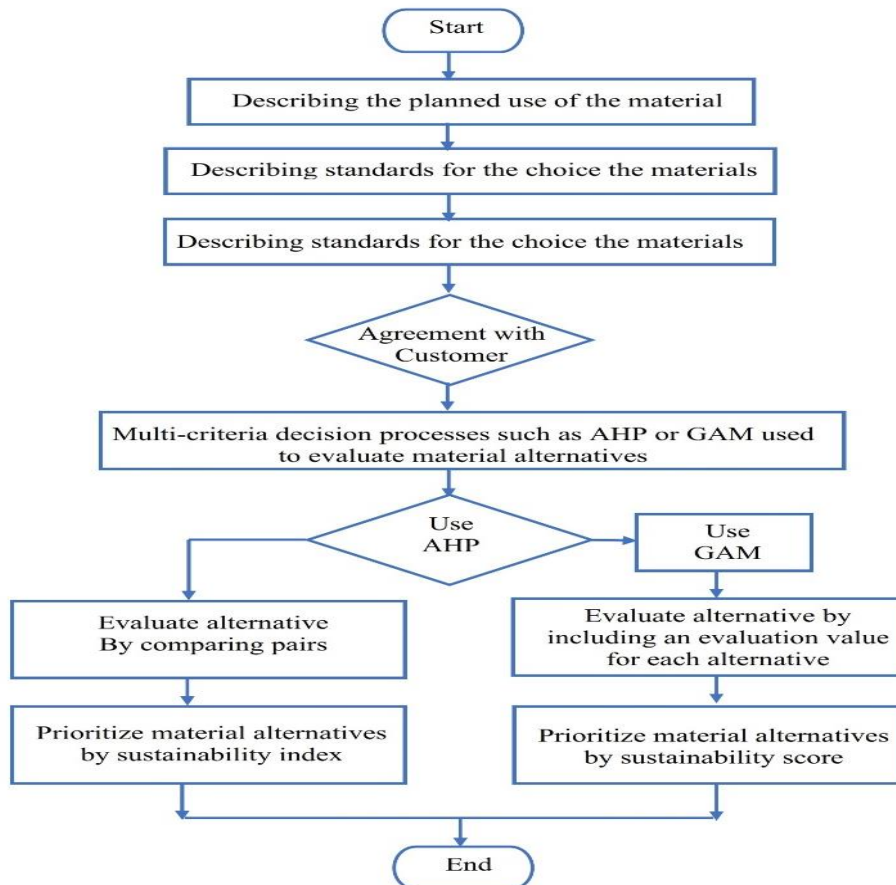 Start
Describing the planned use of the material
Describing standards for the choice the materials
Describing standards for the choice the materials
Agreement with
Customer
Multi-criteria decision processes such as AHP or GAM used
to evaluate material alternatives
Use
AHP
Use
GAM
Evaluate alternative
By comparing pairs
Evaluate alternative by
including an evaluation value
for each alternative
Prioritize material alternatives
by sustainability index
Prioritize material alternatives
by sustainability score
End